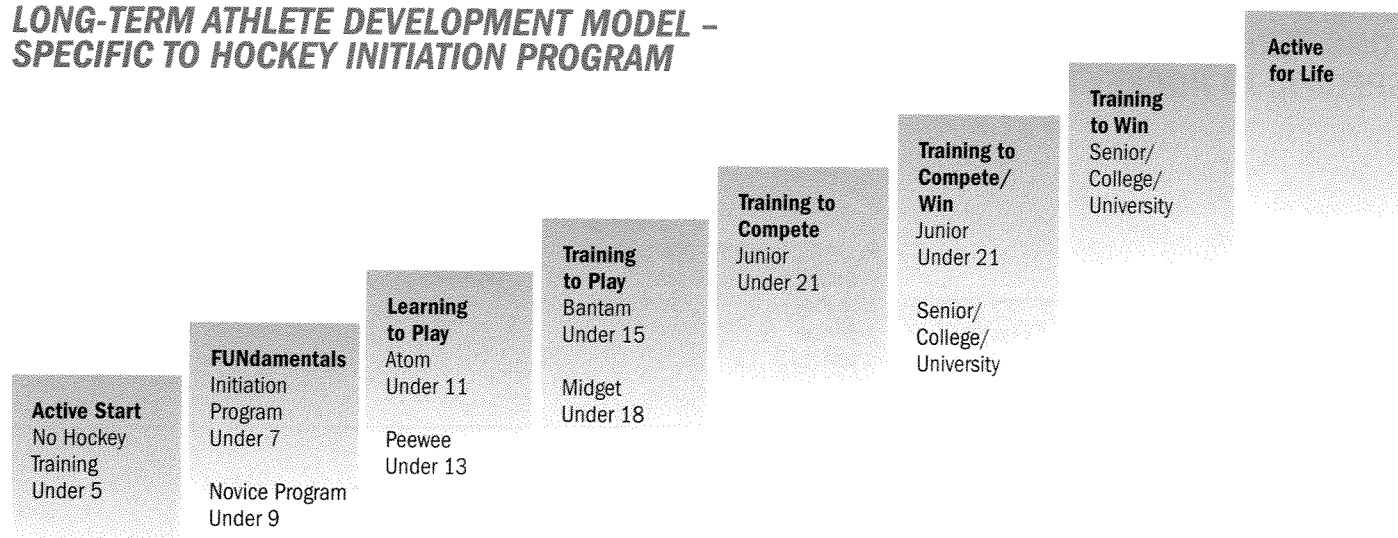 LONG-TERM ATHLETE DEVELOPMENT MODEL –
SPECIFIC TO HOCKEY INITIATION PROGRAM
Active Start
No Hockey
Training
Under 5
FUNdamentals
Initiation
Program
Under 7
Novice Program
Under 9
Learning
to Play
Atom
Under 11
Peewee
Under 13
Training
to Play
Bantam
Under 15
Midget
Under 18
Training to
Compete
Junior
Under 21
Training to
Compete/
Win
Junior
Under 21
Senior/
College/
University
Training
to Win
Senior/
College/
University
Active
for Life